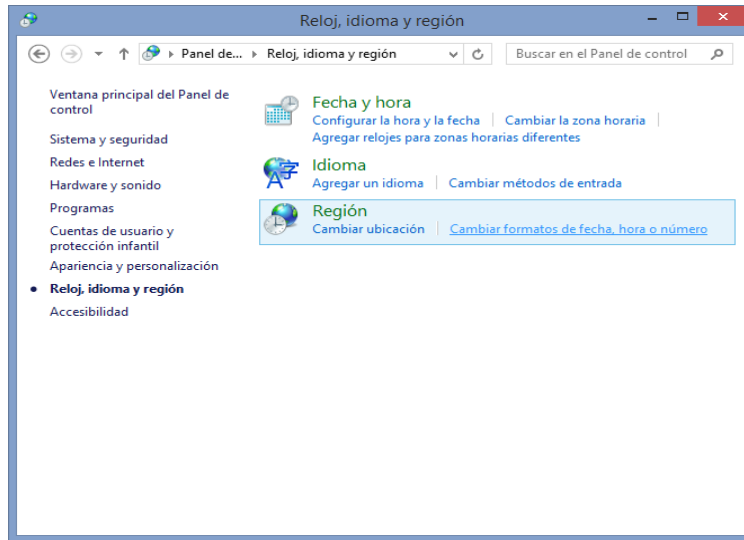 Reloj, idioma y región
Panel de... Reloj, idioma y región
Buscar en el Panel de control
Ventana principal del Panel de
control
Sistema y seguridad
Redes e Internet
Hardware y sonido
Programas
Cuentas de usuario y
protección infantil
Apariencia y personalización
Reloj, idioma y región
Accesibilidad
Fecha y hora
Configurar la hora y la fecha Cambiar la zona horaria
Agregar relojes para zonas horarias diferentes
Idioma
Agregar un idioma Cambiar métodos de entrada
Región
Cambiar ubicación Cambiar formatos de fecha, hora o número